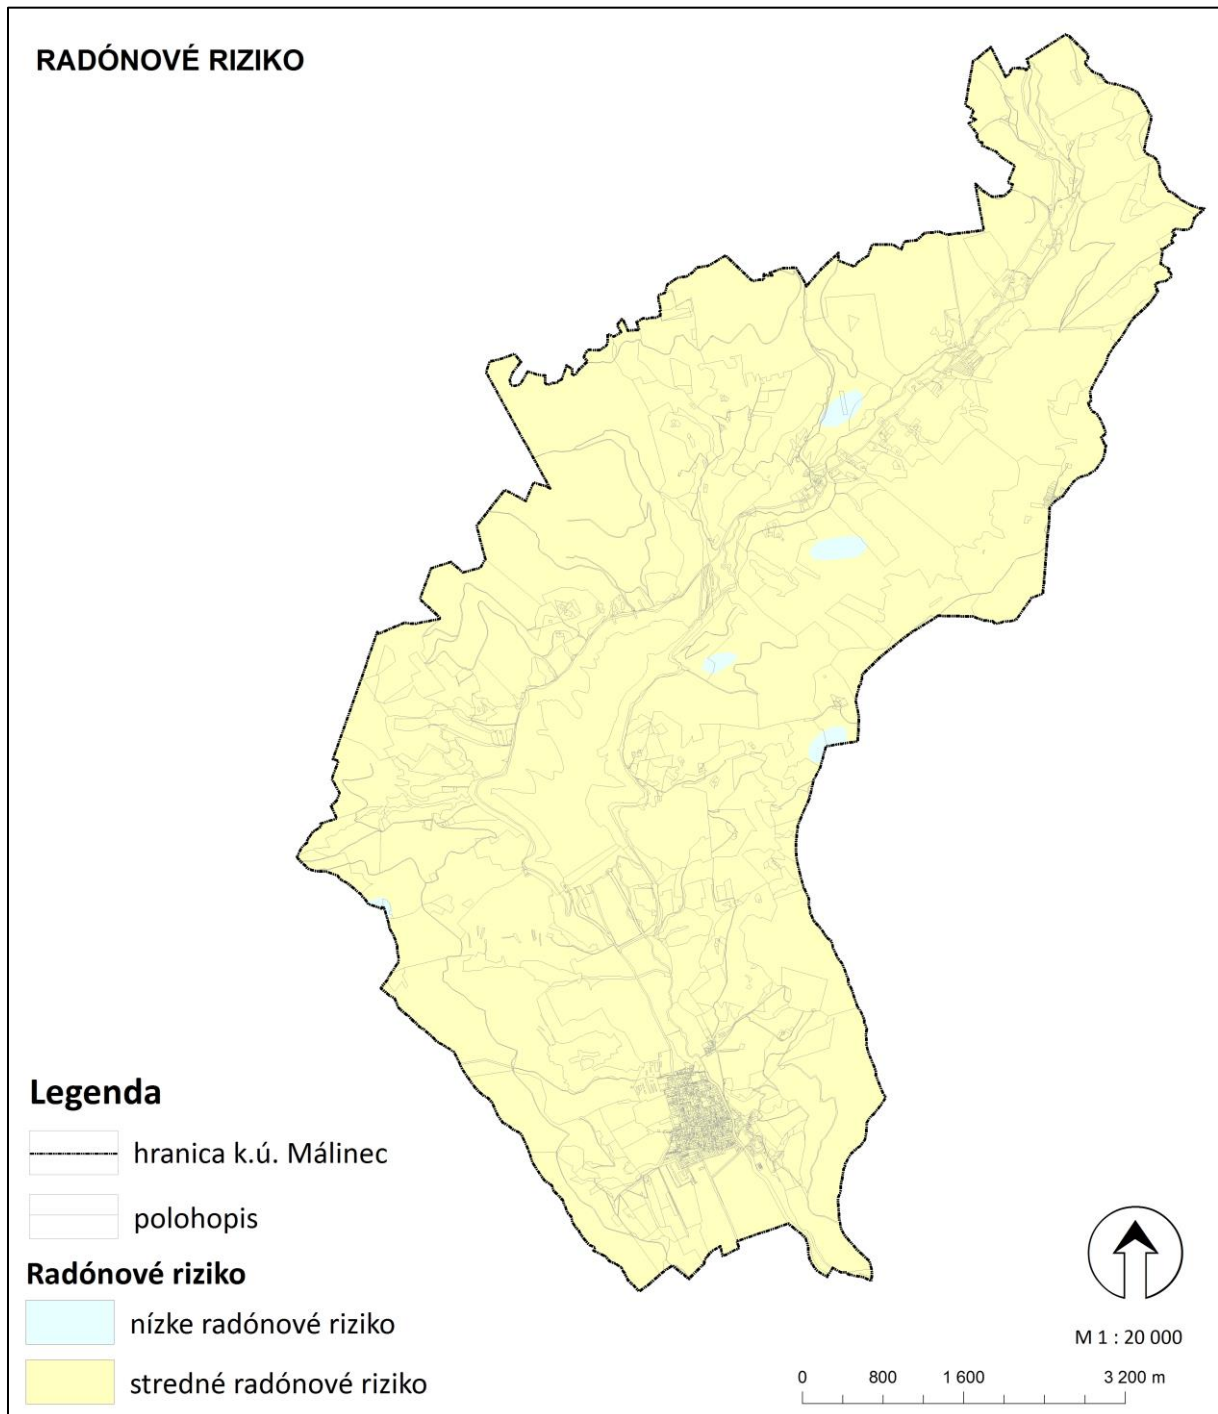 RADÓNOVÉ RIZIKO
Legenda
hranica k.ú. Málinec
polohopis
Radónové riziko
nízke radónové riziko
stredné radónové riziko
M 1 : 20 000
0 800 1 600 3 200 m